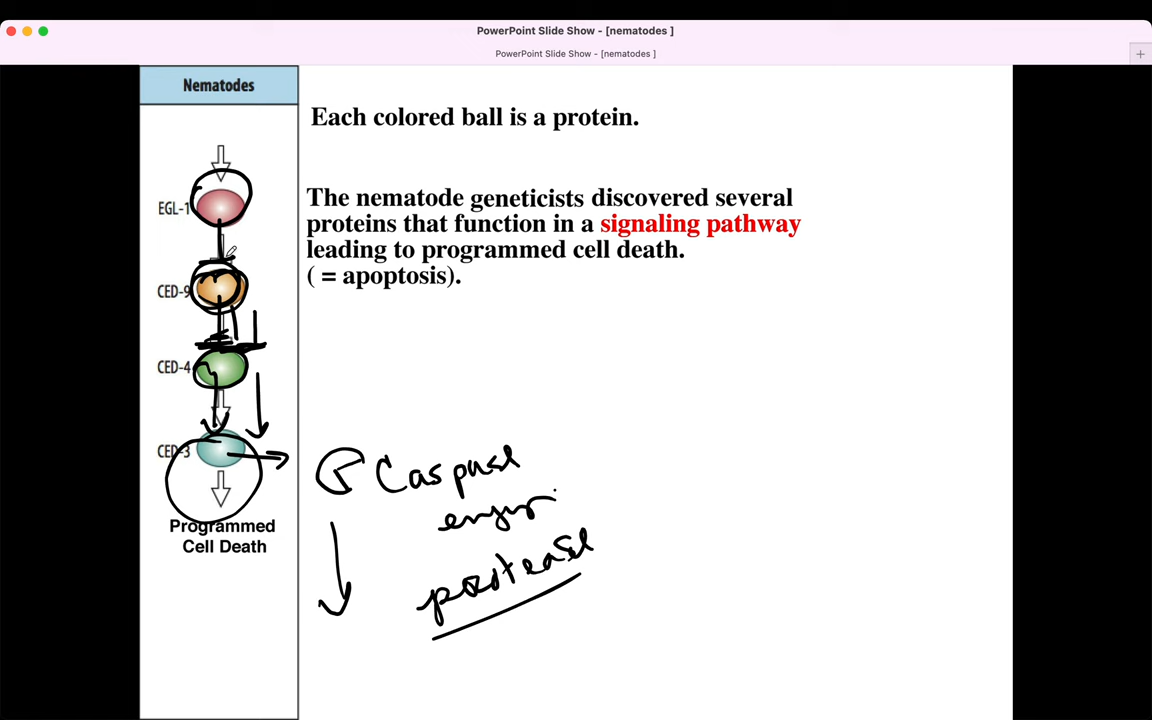 PowerPoint Slide Show - [nematodes ]
PowerPoint Slide Show - [nematodes ]
Nematodes
EGL-1
CED-9
CED-4
CED-3
Programmed
Cell Death
Each colored ball is a protein.
The nematode geneticists discovered several
proteins that function in a signaling pathway
leading to programmed cell death.
( = apoptosis).
Caspase